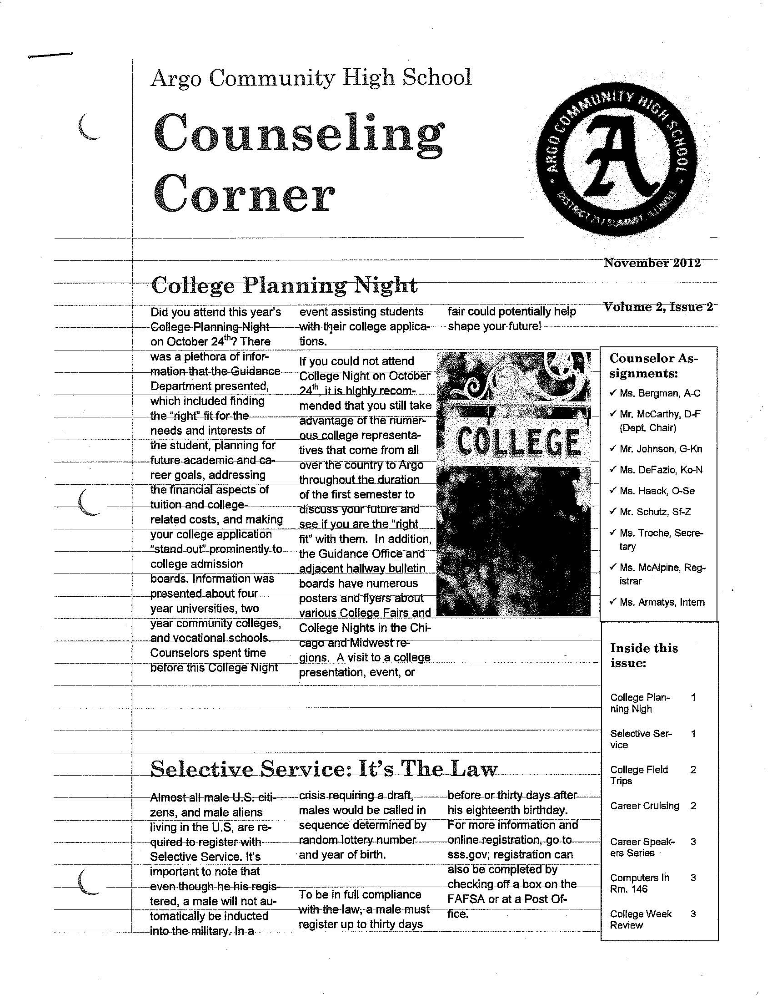 Argo Community High School
Counseling
Corner
ARGO COMMUNITY HIGH SCHOOL
A
DISTRICT 217 SUMMIT, ILLINOIS
November 2012
Volume 2, Issue 2
College Planning Night
Did you attend this year's
College Planning Night
on October 24th? There
was a plethora of infor-
mation that the Guidance
Department presented,
which included finding
the “right” fit for the
needs and interests of
the student, planning for
future academic and ca-
reer goals, addressing
the financial aspects of
tuition and college-
related costs, and making
your college application
“stand out” prominently to
college admission
boards. Information was
presented about four
year universities, two
year community colleges,
and vocational schools.
Counselors spent time
before this College Night
event assisting students
with their college applica-
tions.
If you could not attend
College Night on October
24th, it is highly recom-
mended that you still take
advantage of the numer-
ous college representa-
tives that come from all
over the country to Argo
throughout the duration
of the first semester to
discuss your future and
see if you are the “right
fit” with them.  In addition,
the Guidance Office and
adjacent hallway bulletin
boards have numerous
posters and flyers about
various College Fairs and
College Nights in the Chi-
cago and Midwest re-
gions.  A visit to a college
presentation, event, or
fair could potentially help
shape your future!
COLLEGE
Counselor As-
signments:
✓ Ms. Bergman, A-C
✓ Mr. McCarthy, D-F
(Dept. Chair)
✓ Mr. Johnson, G-Kn
✓ Ms. DeFazio, Ko-N
✓ Ms. Haack, O-Se
✓ Mr. Schutz, Sf-Z
✓ Ms. Troche, Secre-
tary
✓ Ms. McAlpine, Reg-
istrar
✓ Ms. Armatys, Intern
Inside this
issue:
College Plan- 1
ning Nigh
Selective Ser- 1
vice
College Field 2
Trips
Career Cruising 2
Career Speak- 3
ers Series
Computers In 3
Rm. 146
College Week 3
Review
Selective Service: It's The Law
Almost all male U.S. citi-
zens, and male aliens
living in the U.S, are re-
quired to register with
Selective Service. It's
important to note that
even though he his regis-
tered, a male will not au-
tomatically be inducted
into the military. In a
crisis requiring a draft,
males would be called in
sequence determined by
random lottery number
and year of birth.
To be in full compliance
with the law, a male must
register up to thirty days
before or thirty days after
his eighteenth birthday.
For more information and
online registration, go to
sss.gov; registration can
also be completed by
checking off a box on the
FAFSA or at a Post Of-
fice.